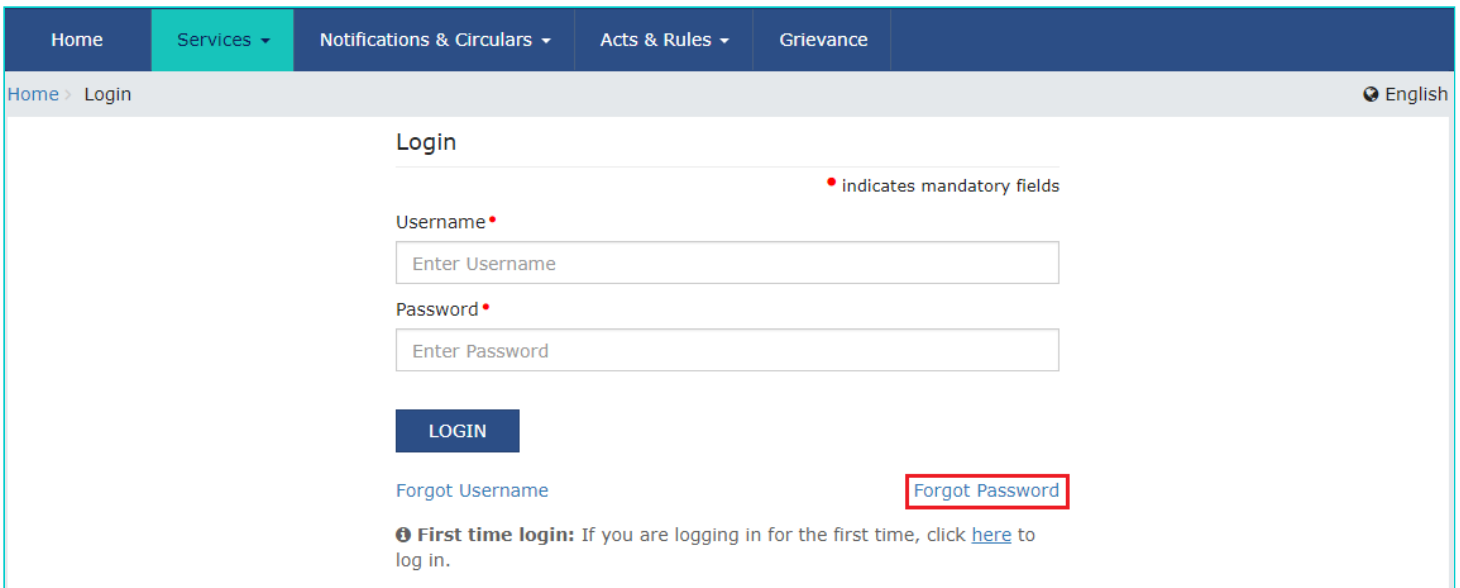 Home Services Notifications & Circulars Acts & Rules Grievance
Home › Login English
Login
• indicates mandatory fields
Username •
Enter Username
Password •
Enter Password
LOGIN
Forgot Username Forgot Password
First time login: If you are logging in for the first time, click here to
log in.